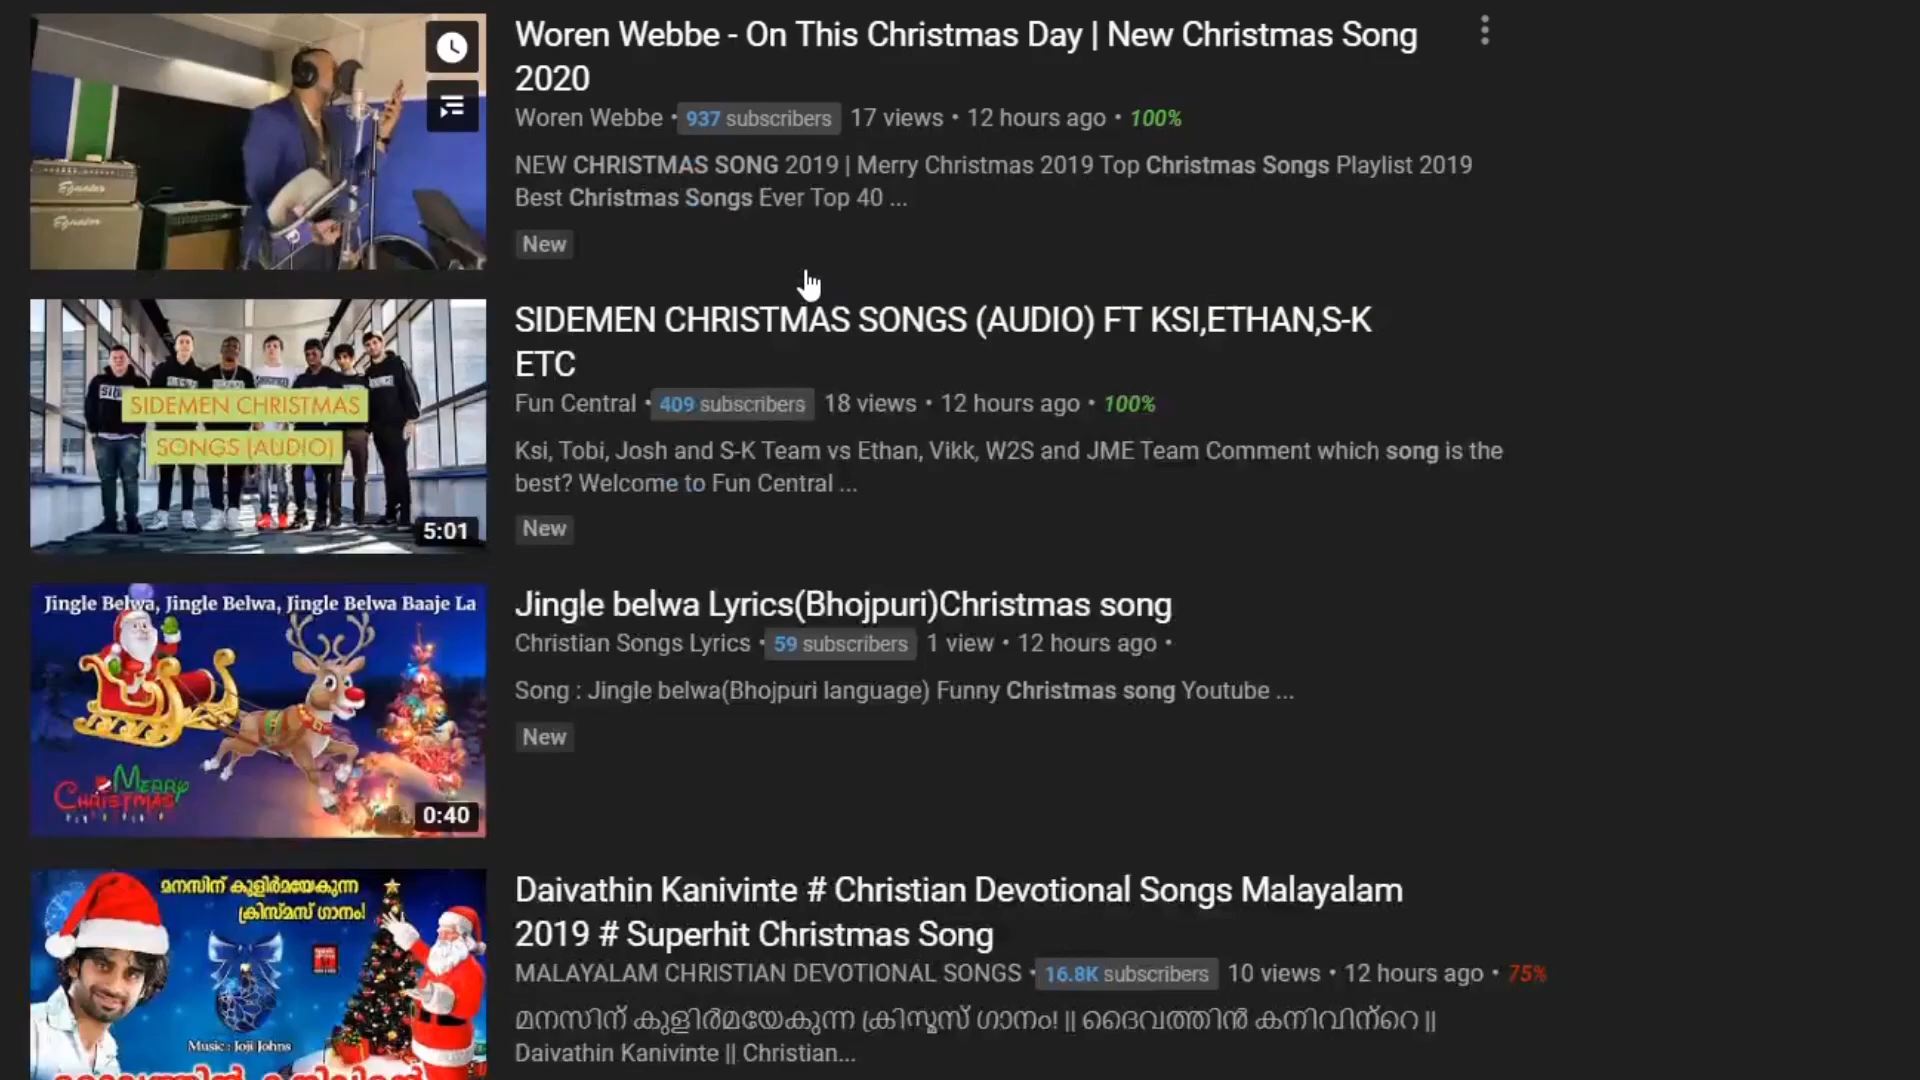 Woren Webbe - On This Christmas Day | New Christmas Song
2020
Woren Webbe • 937 subscribers 17 views • 12 hours ago • 100%
NEW CHRISTMAS SONG 2019 | Merry Christmas 2019 Top Christmas Songs Playlist 2019
Best Christmas Songs Ever Top 40 ...
New
Equator
Equator
SIDEMEN CHRISTMAS SONGS (AUDIO) FT KSI,ETHAN,S-K
ETC
Fun Central • 409 subscribers 18 views • 12 hours ago • 100%
Ksi, Tobi, Josh and S-K Team vs Ethan, Vikk, W2S and JME Team Comment which song is the
best? Welcome to Fun Central ...
New
SIDEMEN CHRISTMAS
SONGS (AUDIO)
5:01
Jingle Belwa, Jingle Belwa, Jingle Belwa Baaje La
MERRY
CHRISTMAS
0:40
Jingle belwa Lyrics(Bhojpuri)Christmas song
Christian Songs Lyrics • 59 subscribers 1 view • 12 hours ago •
Song : Jingle belwa(Bhojpuri language) Funny Christmas song Youtube ...
New
മനസിന് കുളിർമയേകുന്ന
ക്രിസ്മസ് ഗാനം!
Music : Joji Johns
Daivathin Kanivinte # Christian Devotional Songs Malayalam
2019 # Superhit Christmas Song
MALAYALAM CHRISTIAN DEVOTIONAL SONGS • 16.8K subscribers 10 views • 12 hours ago • 75%
മനസിന് കുളിർമയേകുന്ന ക്രിസ്മസ് ഗാനം! || ദൈവത്തിൻ കനിവിന്റെ ||
Daivathin Kanivinte || Christian...